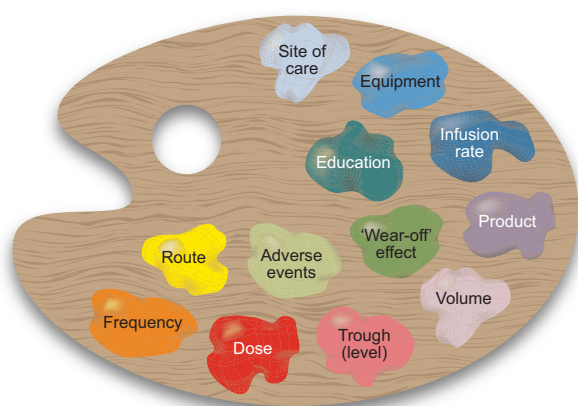 Site of
care
Equipment
Infusion
rate
Education
Product
'Wear-off'
effect
Adverse
events
Route
Volume
Frequency
Dose
Trough
(level)